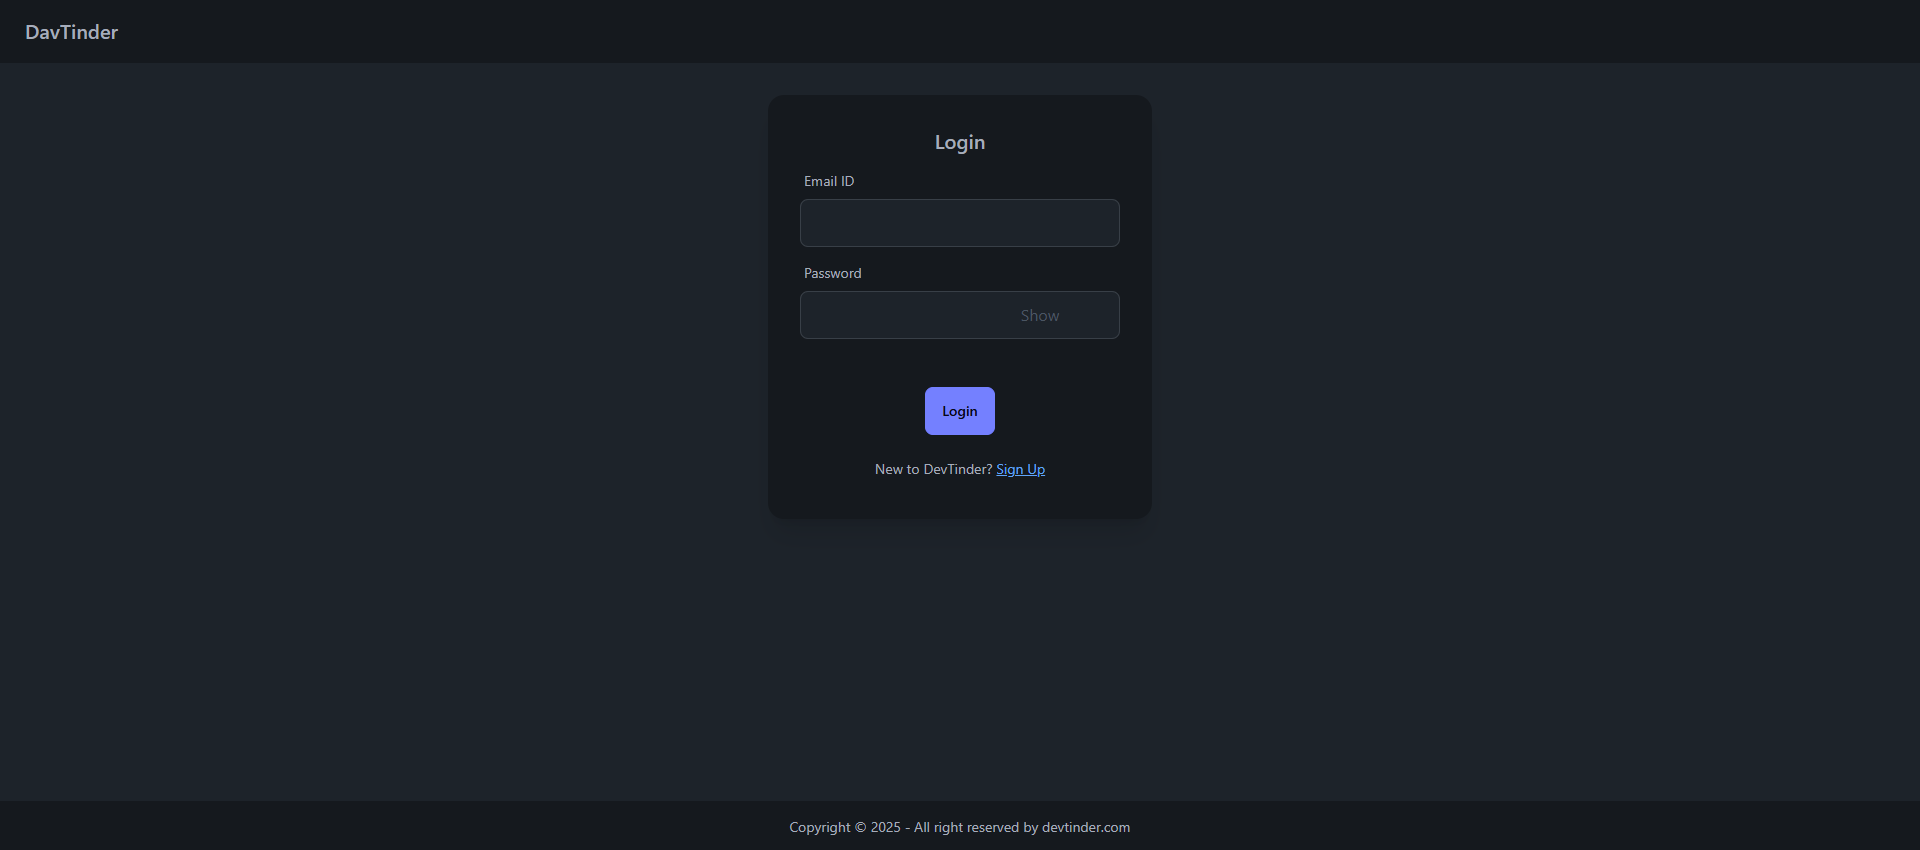 DavTinder
Login
Email ID
Password
Show
Login
New to DevTinder? Sign Up
Copyright © 2025 - All right reserved by devtinder.com